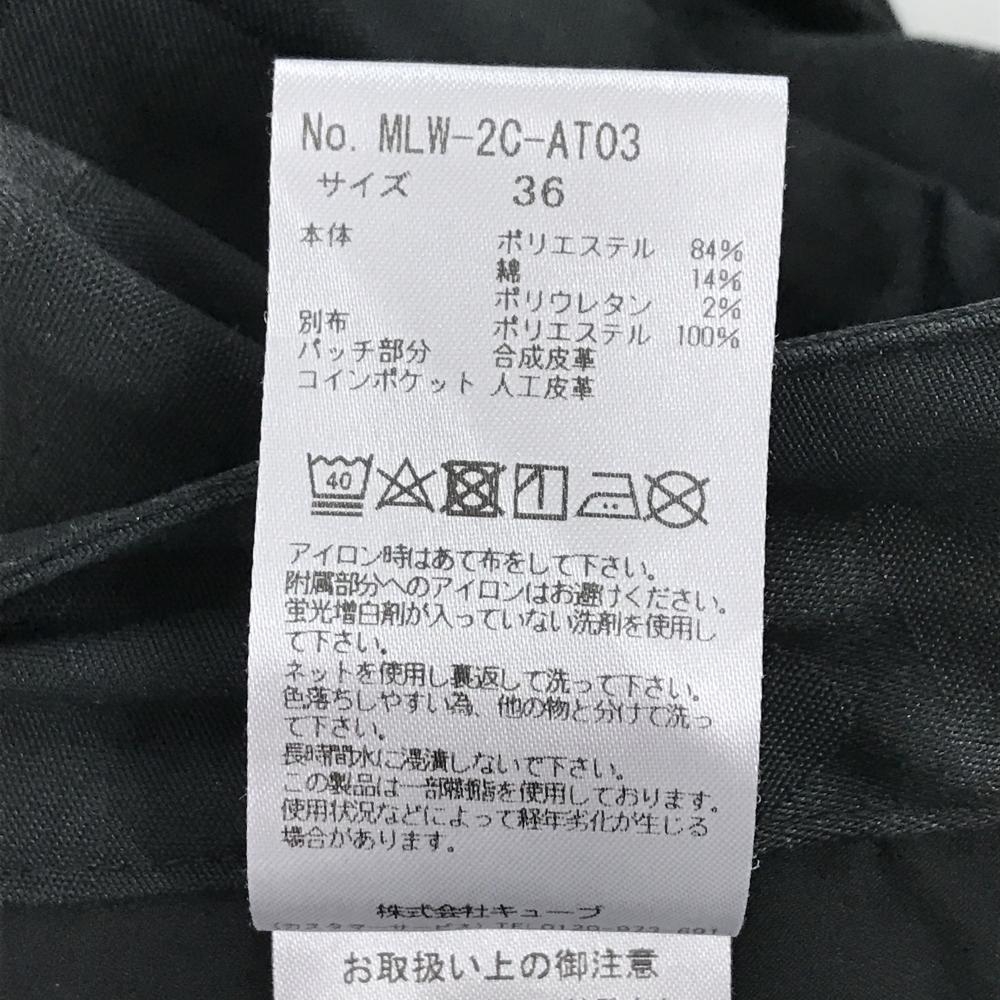 No. MLW-2C-AT03
サイズ 36
本体 ポリエステル 84%
綿 14%
ポリウレタン 2%
別布 ポリエステル 100%
パッチ部分 合成皮革
コインポケット 人工皮革
40
アイロン時はあて布をして下さい。
附属部分へのアイロンはお避けください。
蛍光増白剤が入っていない洗剤を使用し
て下さい。
ネットを使用し裏返して洗って下さい。
色落ちしやすい為、他の物と分けて洗っ
て下さい。
長時間水に浸漬しないで下さい。
この製品は一部樹脂を使用しております。
使用状況などによって経年劣化が生じる
場合があります。
株式会社キューブ
(カスタマーサービス) TEL 0120-
お取扱い上の御注意